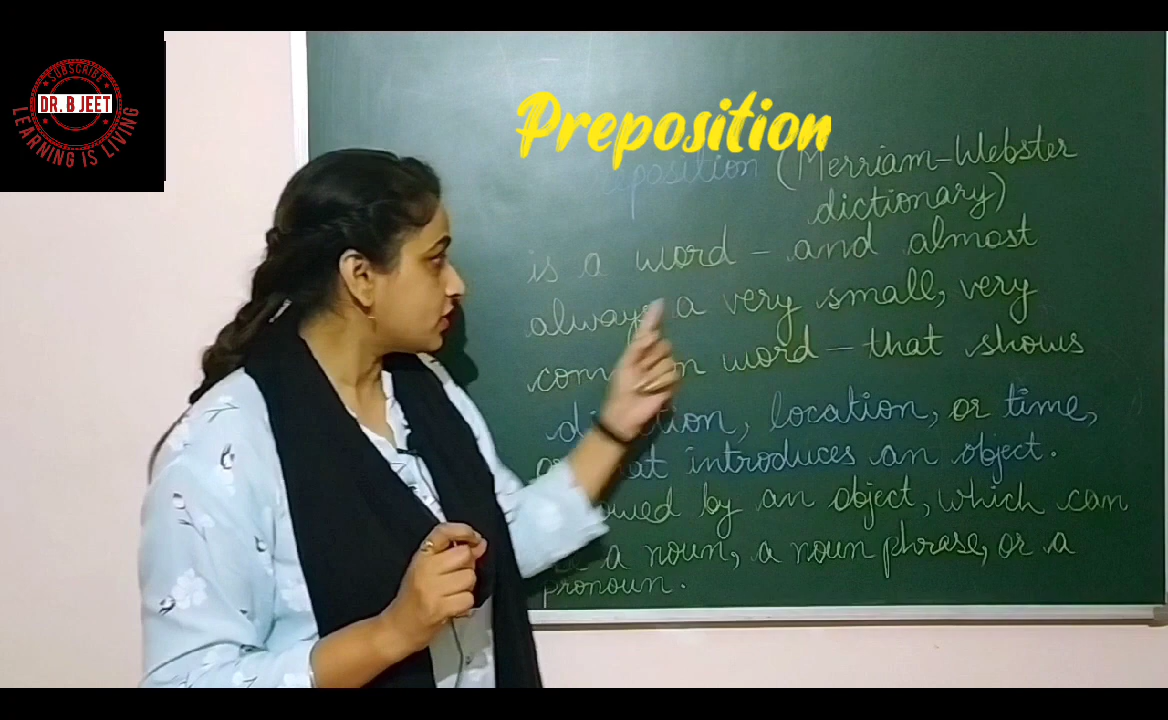 SUBSCRIBE
DR. B JEET
LEARNING IS LIVING
Preposition
(Merriam-Webster
dictionary)
is a word – and almost
always a very small, very
word – that shows
location, or time,
introduces an object.
by an object, which can
a noun, a noun phrase, or a
pronoun.